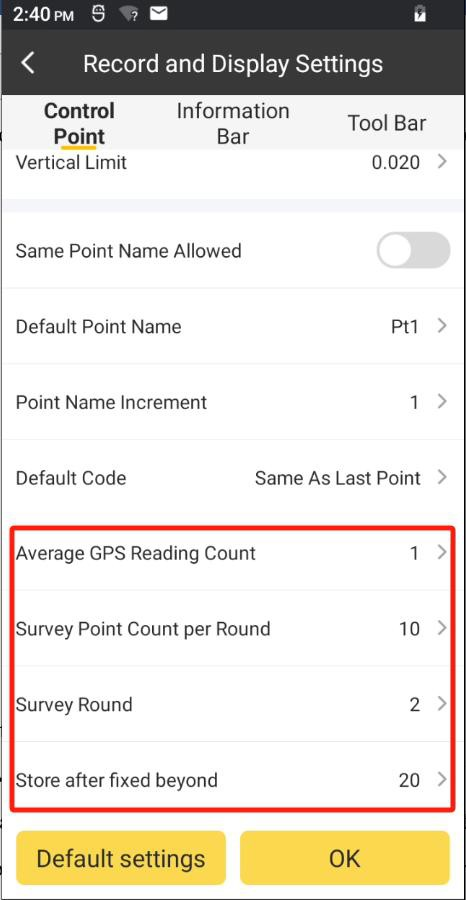 2:40 PM
?
Record and Display Settings
Control
Point
Information
Bar
Tool Bar
Vertical Limit 0.020
Same Point Name Allowed
Default Point Name Pt1
Point Name Increment 1
Default Code Same As Last Point
Average GPS Reading Count 1
Survey Point Count per Round 10
Survey Round 2
Store after fixed beyond 20
Default settings OK